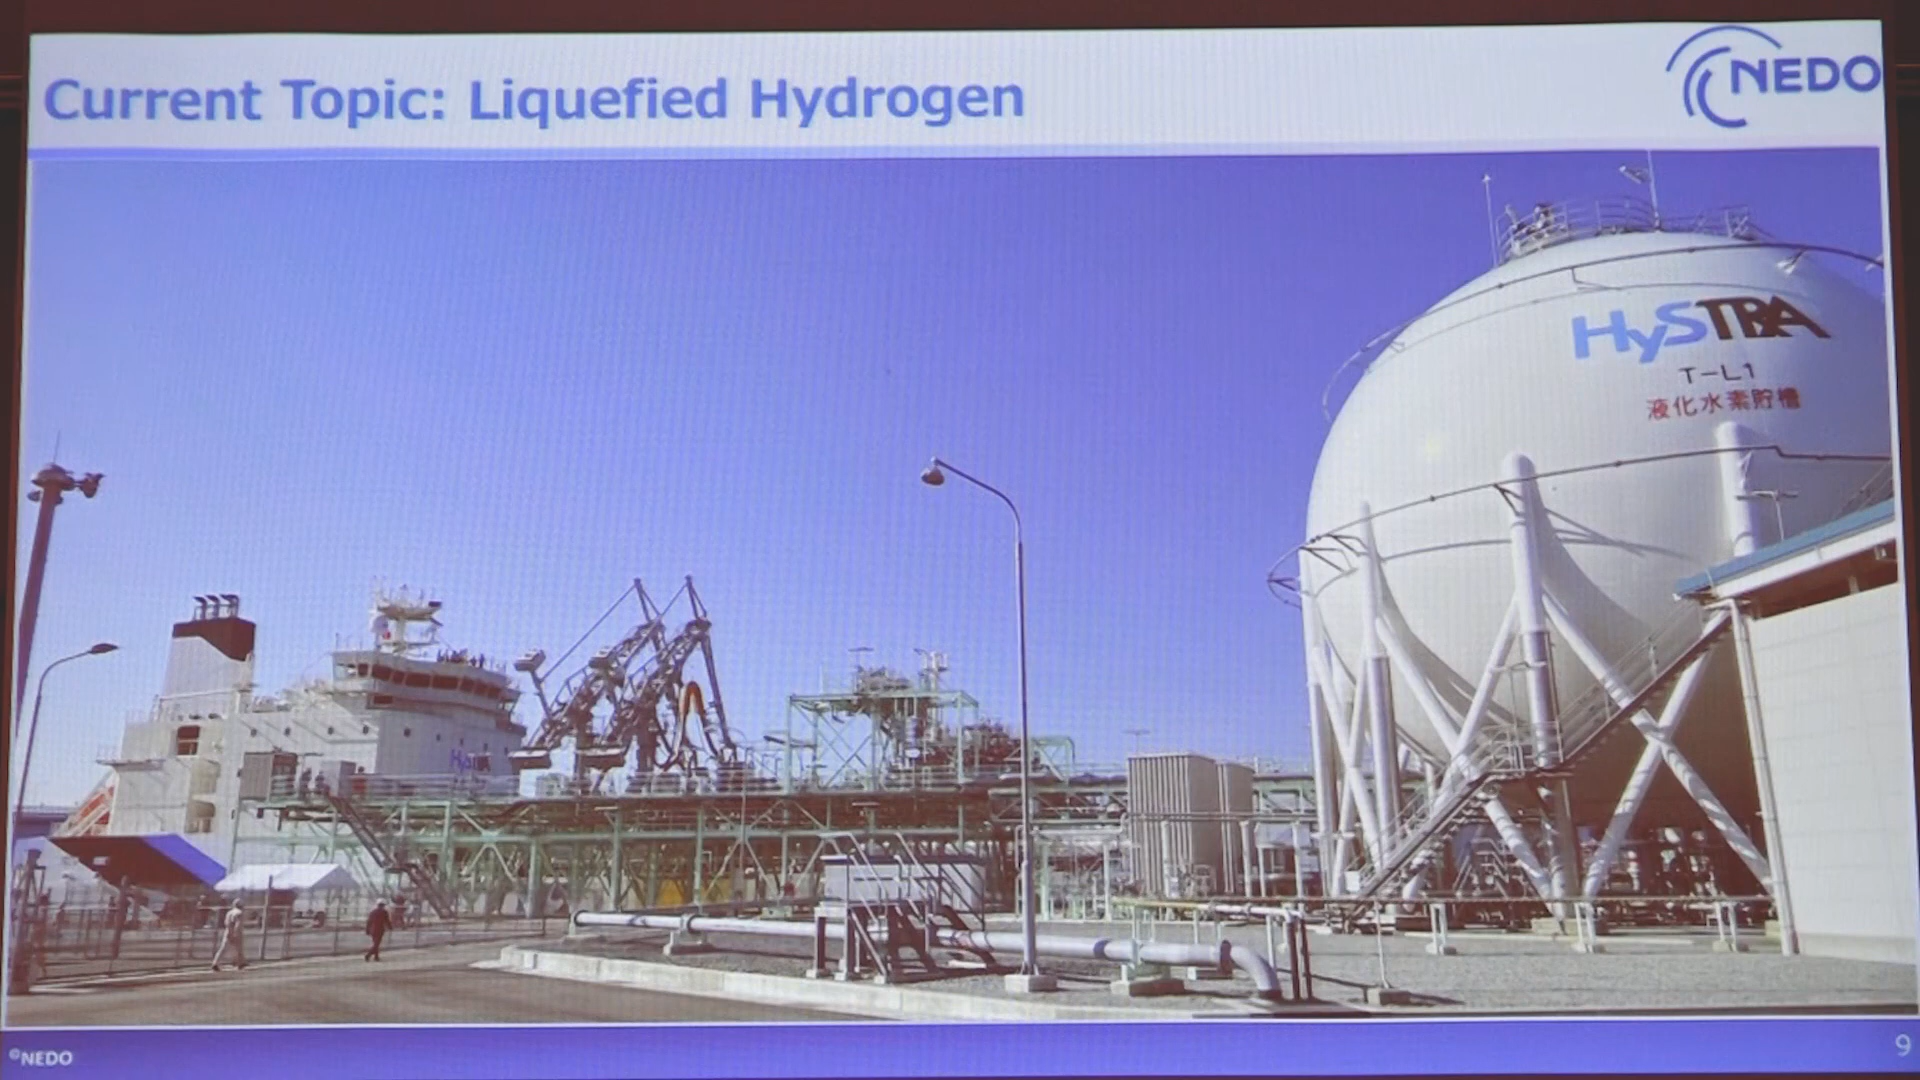 Current Topic: Liquefied Hydrogen
NEDO
HySTRA
T-L1
液化水素貯槽
©NEDO
9